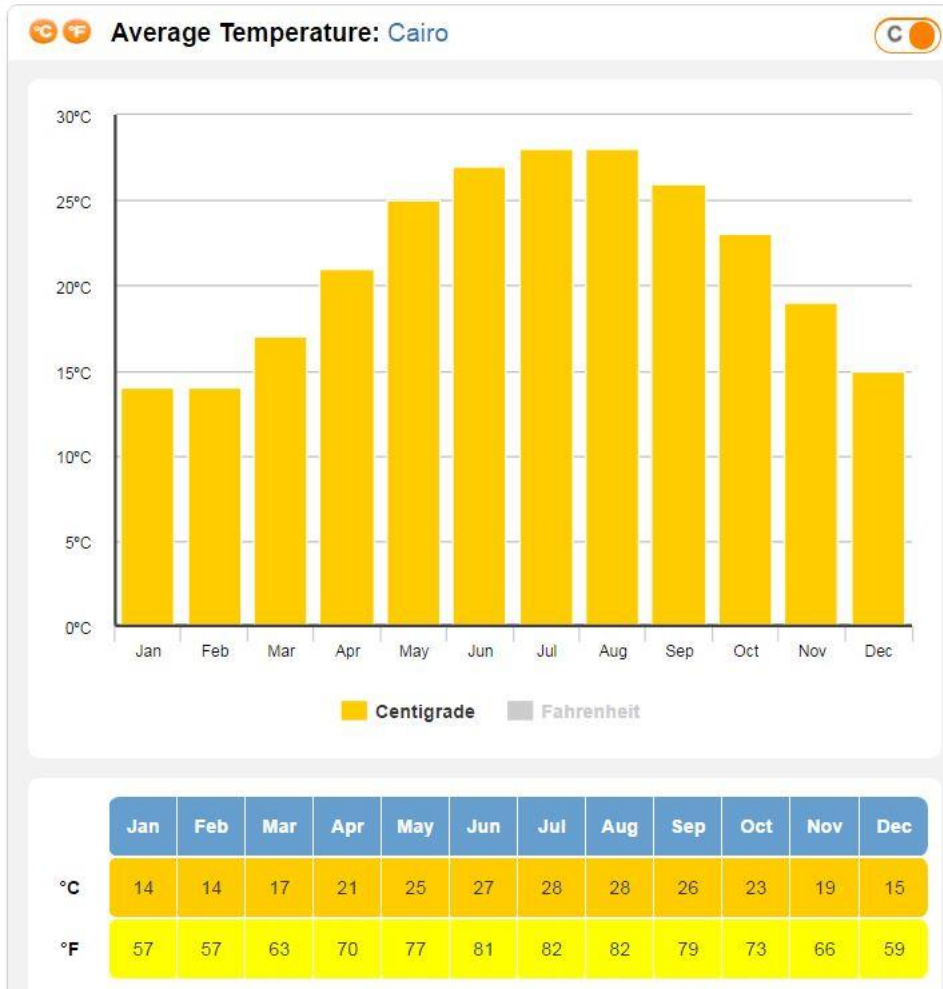 °C °F Average Temperature: Cairo C
30°C
25°C
20°C
15°C
10°C
5°C
0°C
Jan Feb Mar Apr May Jun Jul Aug Sep Oct Nov Dec
Centigrade Fahrenheit
Jan Feb Mar Apr May Jun Jul Aug Sep Oct Nov Dec
°C 14 14 17 21 25 27 28 28 26 23 19 15
°F 57 57 63 70 77 81 82 82 79 73 66 59